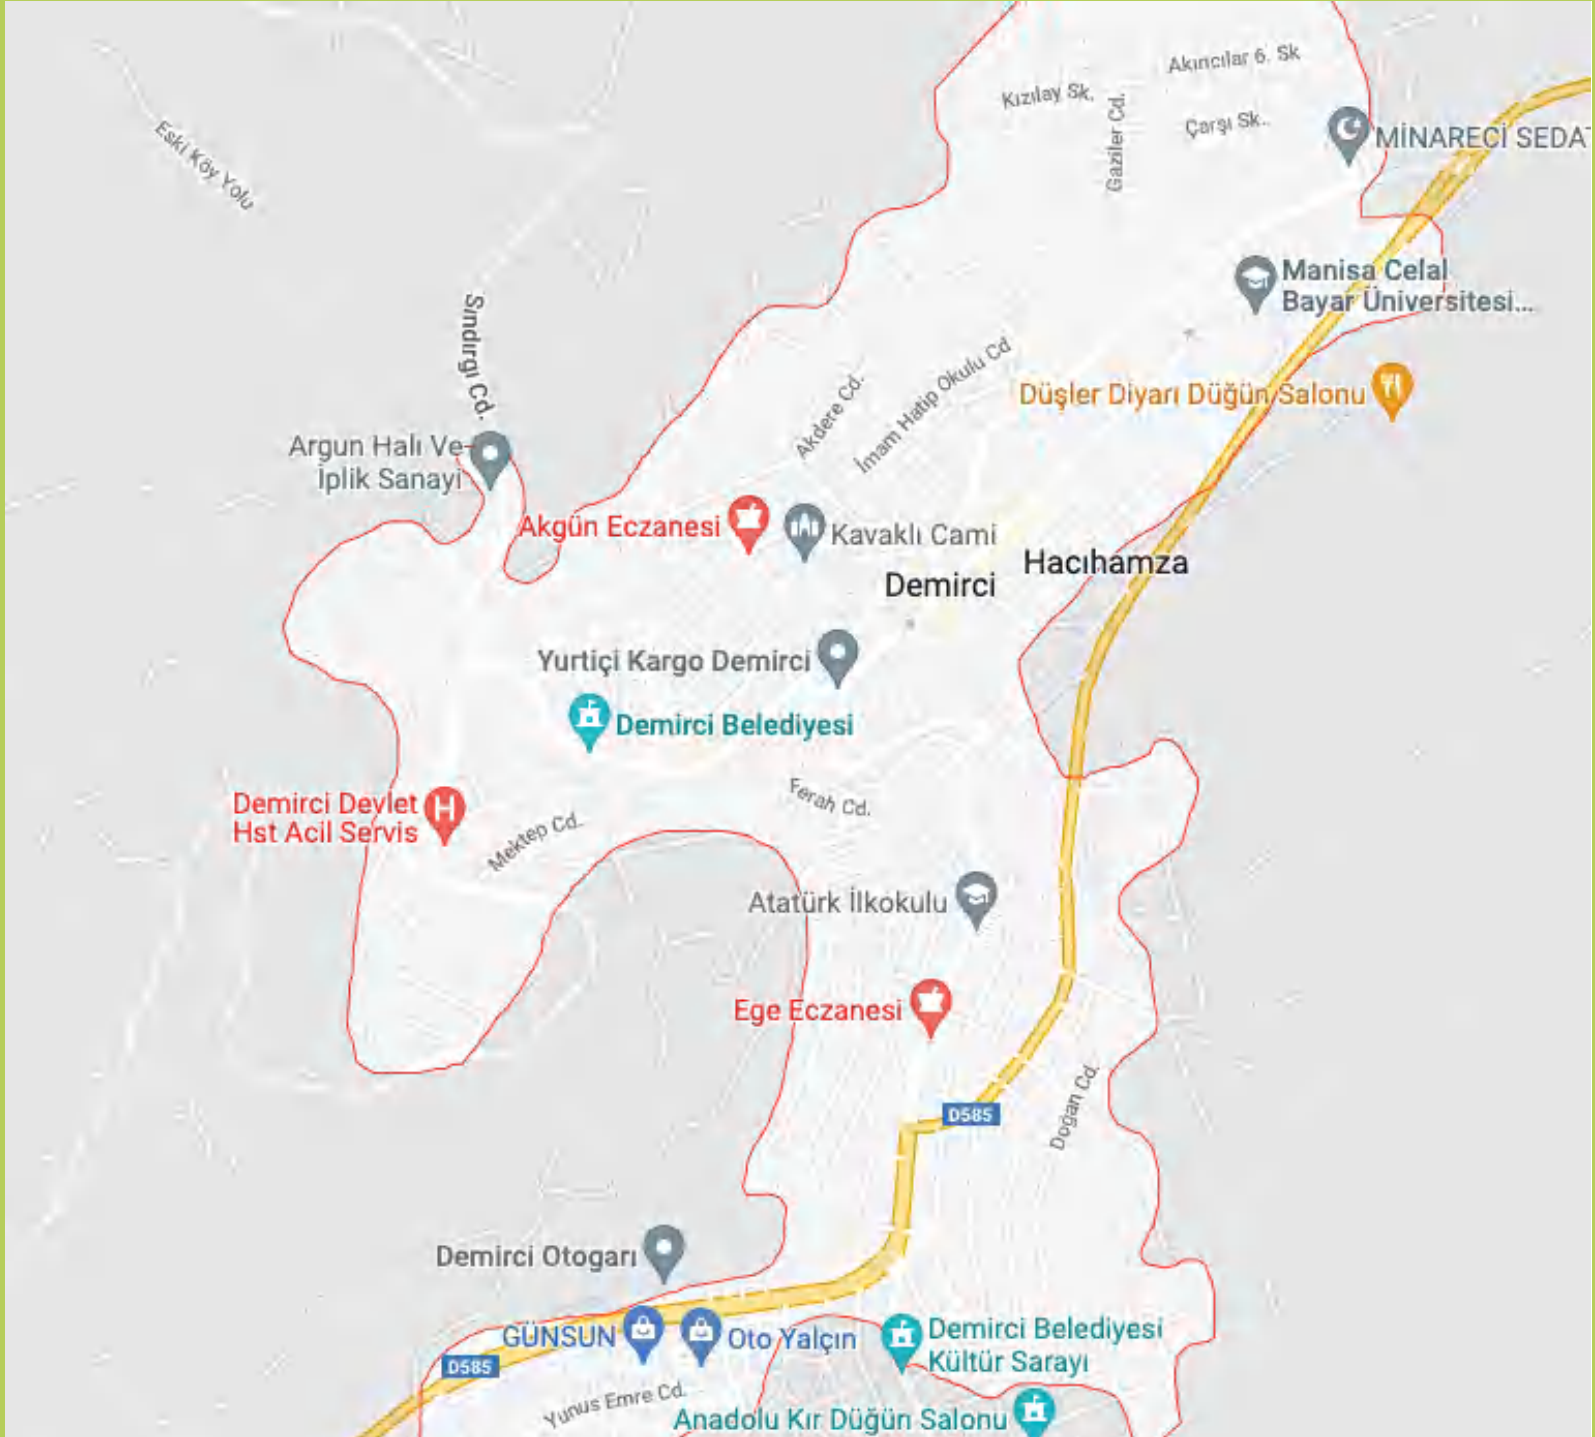 Akıncılar 6. Sk
Kızılay Sk.
Gaziler Cd.
Çarşı Sk.
MİNARECİ SEDA
Eski Köy Yolu
Manisa Celal
Bayar Üniversitesi...
Sındırgı Cd.
Düşler Diyarı Düğün Salonu
Akdere Cd.
İmam Hatip Okulu Cd
Argun Halı Ve
İplik Sanayi
Akgün Eczanesi
Kavaklı Cami
Hacıhamza
Demirci
Yurtiçi Kargo Demirci
Demirci Belediyesi
Ferah Cd.
Demirci Devlet
Hst Acil Servis
Mektep Cd.
Atatürk İlkokulu
Ege Eczanesi
D585
Doğan Cd.
Demirci Otogarı
GÜNSUN
Oto Yalçın
Demirci Belediyesi
Kültür Sarayı
D585
Yunus Emre Cd.
Anadolu Kır Düğün Salonu